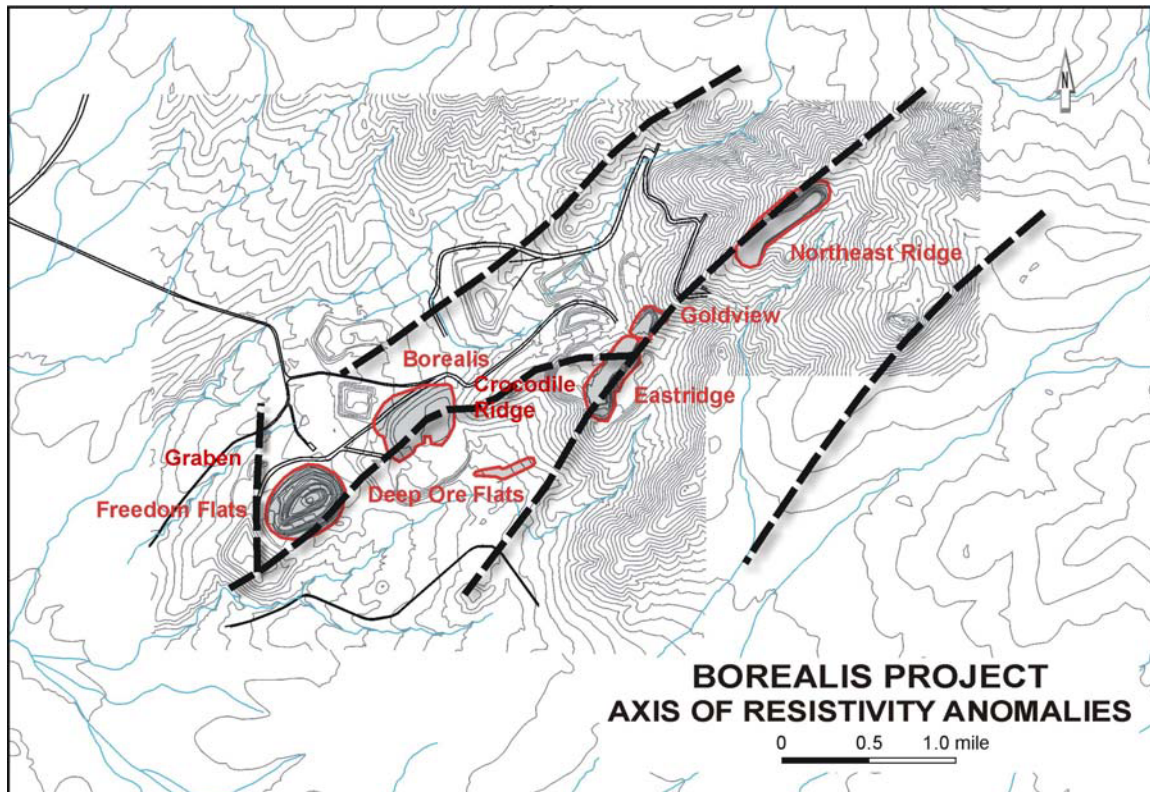 N
Northeast Ridge
Goldview
Borealis
Crocodile
Ridge
Eastridge
Graben
Deep Ore Flats
Freedom Flats
BOREALIS PROJECT
AXIS OF RESISTIVITY ANOMALIES
0 0.5 1.0 mile